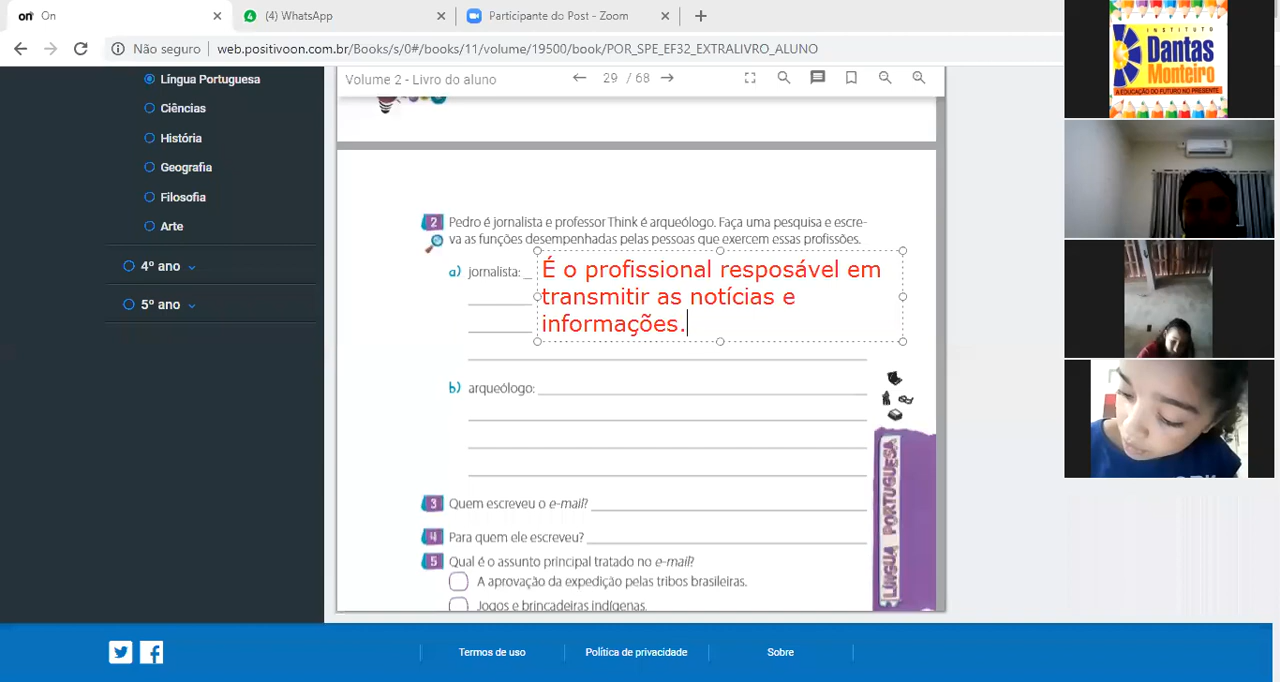 on On
(4) WhatsApp
Participante do Post - Zoom
Não seguro
web.positivoon.com.br/Books/s/0#/books/11/volume/19500/book/POR_SPE_EF32_EXTRALIVRO_ALUNO
Língua Portuguesa
Ciências
História
Geografia
Filosofia
Arte
4º ano
5º ano
Volume 2 - Livro do aluno
29 / 68
2 Pedro é jornalista e professor Think é arqueólogo. Faça uma pesquisa e escre-
va as funções desempenhadas pelas pessoas que exercem essas profissões.
a) jornalista:
É o profissional resposável em
transmitir as notícias e
informações.
b) arqueólogo:
3 Quem escreveu o e-mail?
4 Para quem ele escreveu?
5 Qual é o assunto principal tratado no e-mail?
A aprovação da expedição pelas tribos brasileiras.
Jogos e brincadeiras indígenas.
LÍNGUA PORTUGUESA
Termos de uso
Política de privacidade
Sobre
INSTITUTO
Dantas
Monteiro
A EDUCAÇÃO DO FUTURO NO PRESENTE